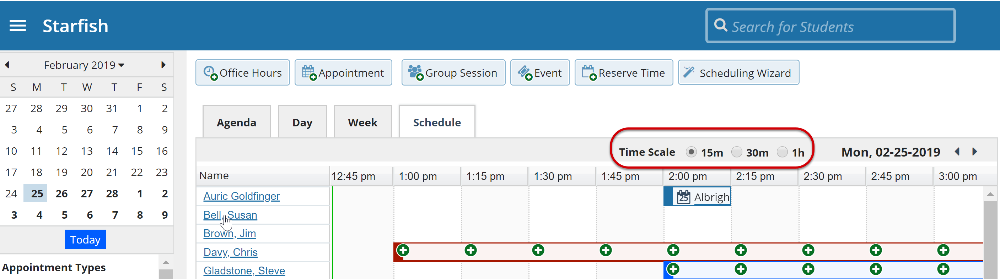 Starfish
Search for Students
February 2019
S M T W T F S
27 28 29 30 31 1 2
3 4 5 6 7 8 9
10 11 12 13 14 15 16
17 18 19 20 21 22 23
24 25 26 27 28 1 2
3 4 5 6 7 8 9
Today
Appointment Types
Office Hours Appointment Group Session Event Reserve Time Scheduling Wizard
Agenda Day Week Schedule
Time Scale 15m 30m 1h Mon, 02-25-2019
Name 12:45 pm 1:00 pm 1:15 pm 1:30 pm 1:45 pm 2:00 pm 2:15 pm 2:30 pm 2:45 pm 3:00 pm
Auric Goldfinger 25 Albrigh
Bell, Susan
Brown, Jim
Davy, Chris
Gladstone, Steve